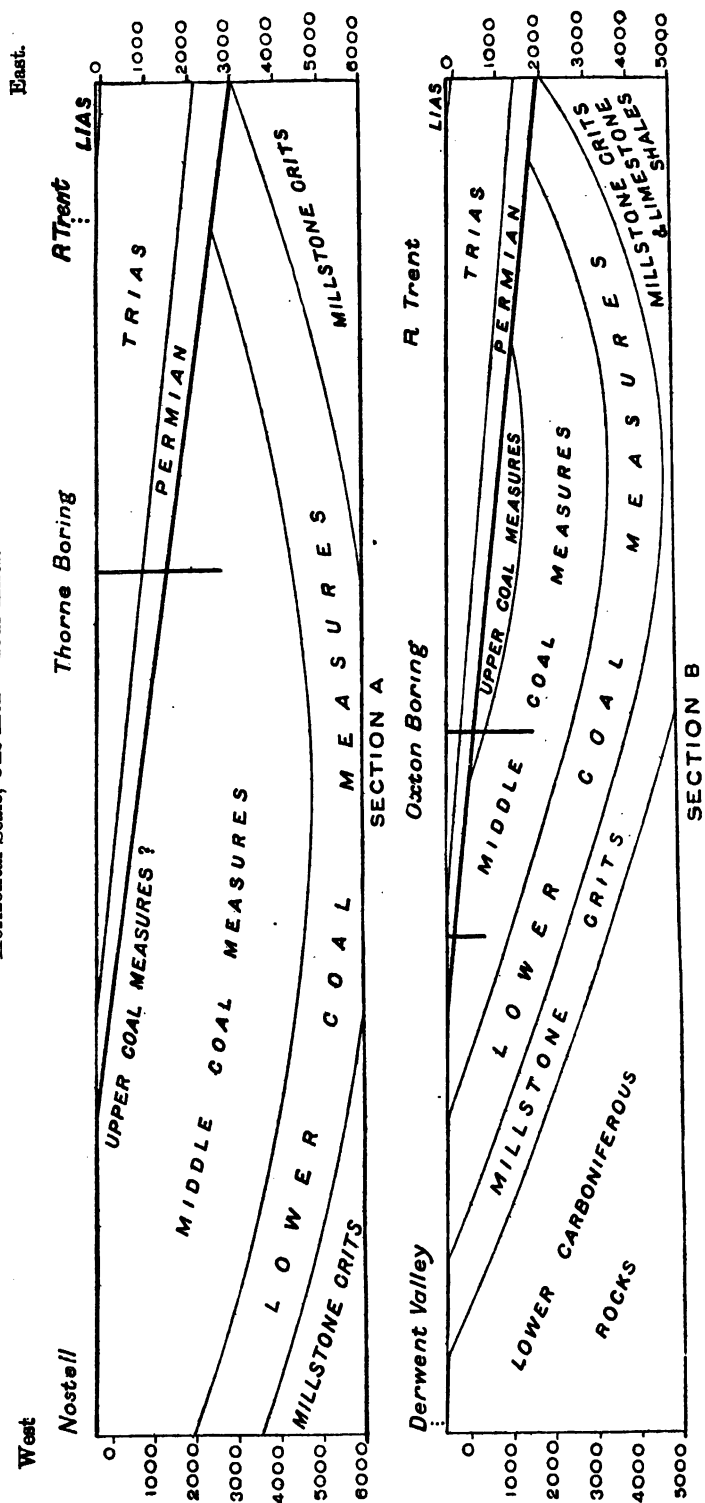 West
East.
Nostell
Thorne Boring
R Trent
LIAS
0
1000
2000
3000
4000
5000
6000
UPPER COAL MEASURES?
TRIAS
PERMIAN
MIDDLE COAL MEASURES
LOWER COAL MEASURES
MILLSTONE GRITS
MILLSTONE GRITS
0
1000
2000
3000
4000
5000
6000
SECTION A
Derwent Valley
Oxton Boring
R Trent
LIAS
0
1000
2000
3000
4000
5000
TRIAS
PERMIAN
UPPER COAL MEASURES
MIDDLE COAL MEASURES
LOWER COAL MEASURES
MILLSTONE GRITS
LOWER CARBONIFEROUS
ROCKS
MILLSTONE GRITS
& LIMESTONE
SHALES
0
1000
2000
3000
4000
5000
SECTION B